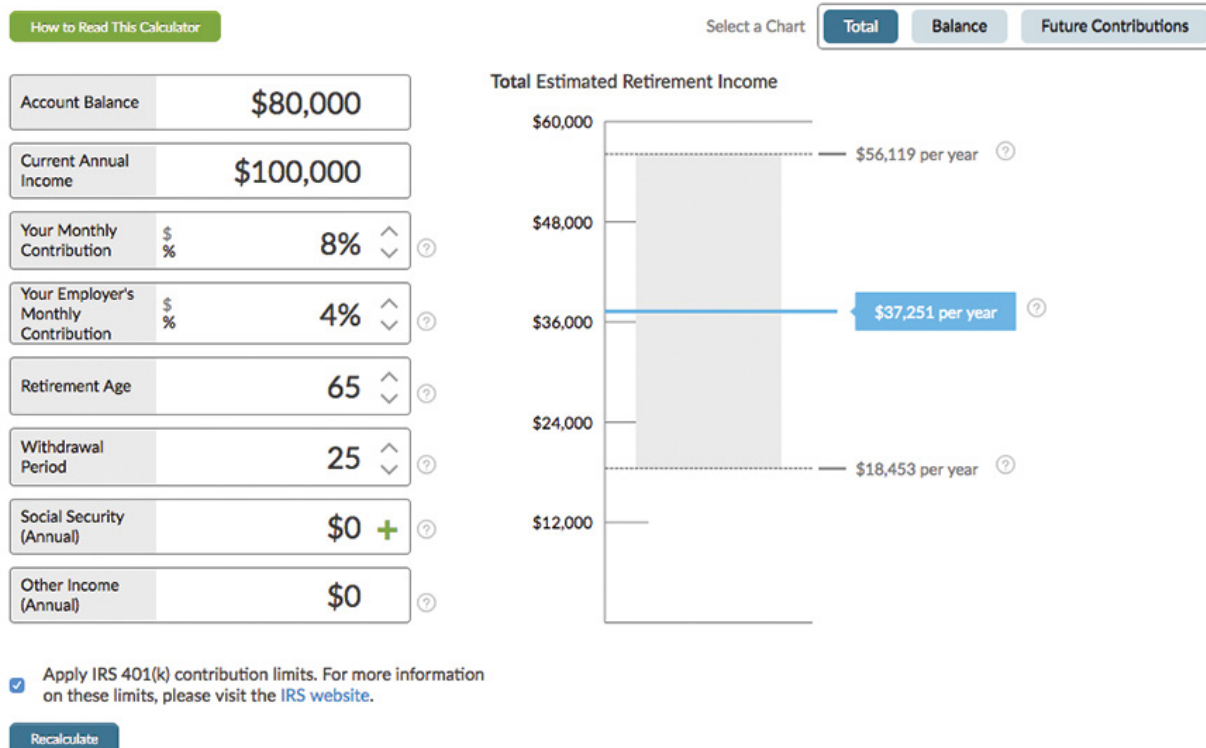 How to Read This Calculator
Select a Chart
Total
Balance
Future Contributions
Account Balance
$80,000
Current Annual
Income
$100,000
Your Monthly
Contribution
$
%
8%
?
Your Employer's
Monthly
Contribution
$
%
4%
?
Retirement Age
65
?
Withdrawal
Period
25
?
Social Security
(Annual)
$0 +
?
Other Income
(Annual)
$0
?
Apply IRS 401(k) contribution limits. For more information
on these limits, please visit the IRS website.
Recalculate
Total Estimated Retirement Income
$60,000
$56,119 per year
?
$48,000
$37,251 per year
?
$36,000
$24,000
$18,453 per year
?
$12,000